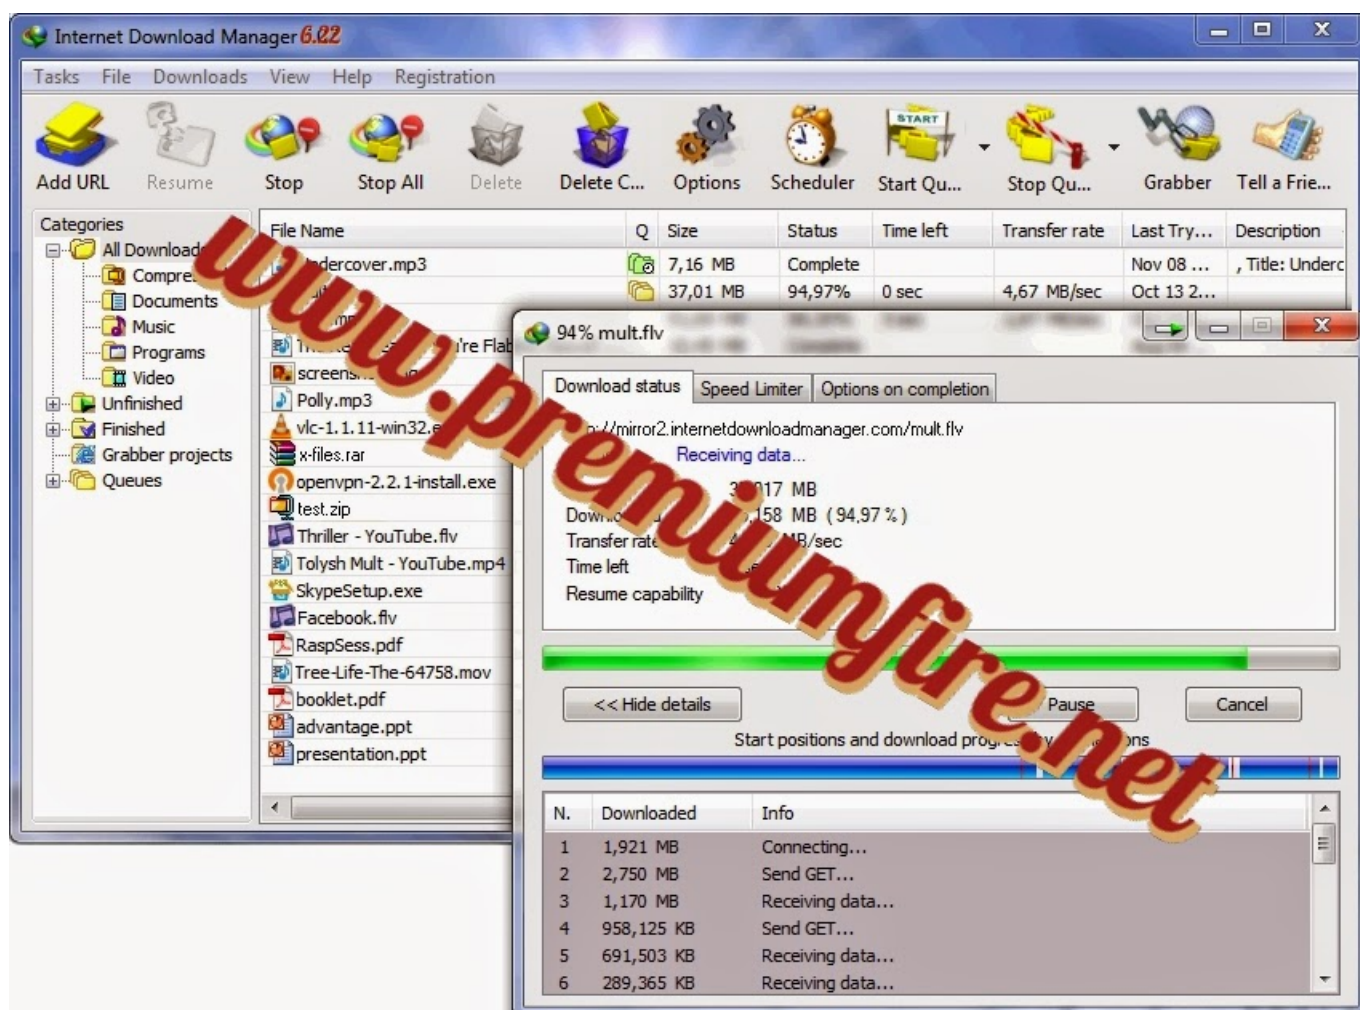 Internet Download Manager 6.22
Tasks File Downloads View Help Registration
START
Add URL Resume Stop Stop All Delete Delete C... Options Scheduler Start Qu... Stop Qu... Grabber Tell a Frie...
Categories
All Downloads
Compre
Documents
Music
Programs
Video
Unfinished
Finished
Grabber projects
Queues
File Name Q Size Status Time left Transfer rate Last Try... Description
dercover.mp3 7,16 MB Complete Nov 08 ... , Title: Underc
37,01 MB 94,97% 0 sec 4,67 MB/sec Oct 13 2...
're Flab
screensh
Polly.mp3
vlc-1.1.11-win32.e
x-files.rar
openvpn-2.2.1-install.exe
test.zip
Thriller - YouTube.flv
Tolysh Mult - YouTube.mp4
SkypeSetup.exe
Facebook.flv
RaspSess.pdf
Tree-Life-The-64758.mov
booklet.pdf
advantage.ppt
presentation.ppt
www.premiumfire.net
94% mult.flv
Download status Speed Limiter Options on completion
://mirror2.internetdownloadmanager.com/mult.flv
Receiving data...
017 MB
158 MB ( 94,97 % )
Transfer rate MB/sec
Time left
Resume capability
<< Hide details Pause Cancel
Start positions and download progress by
N. Downloaded Info
1 1,921 MB Connecting...
2 2,750 MB Send GET...
3 1,170 MB Receiving data...
4 958,125 KB Send GET...
5 691,503 KB Receiving data...
6 289,365 KB Receiving data...